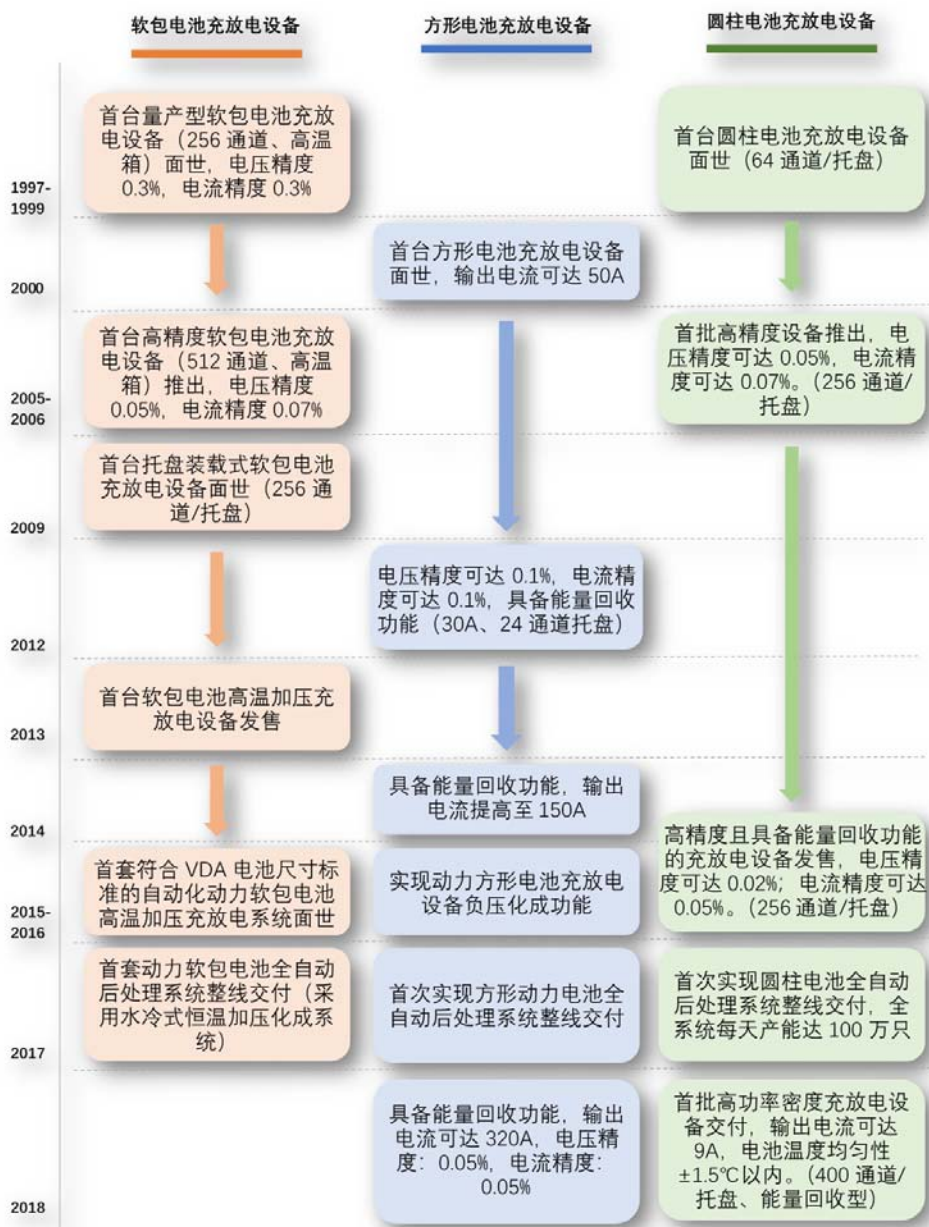 软包电池充放电设备
方形电池充放电设备
圆柱电池充放电设备
首台量产型软包电池充放
电设备（256 通道、高温
箱）面世，电压精度
0.3%，电流精度 0.3%
首台圆柱电池充放电设备
面世（64 通道/托盘）
1997-
1999
首台方形电池充放电设备
面世，输出电流可达 50A
2000
首台高精度软包电池充放
电设备（512 通道、高温
箱）推出，电压精度
0.05%，电流精度 0.07%
首批高精度设备推出，电
压精度可达 0.05%，电流精
度可达 0.07%。（256 通道/
托盘）
2005-
2006
首台托盘装载式软包电池
充放电设备面世（256 通
道/托盘）
2009
电压精度可达 0.1%，电流精
度可达 0.1%，具备能量回收
功能（30A、24 通道托盘）
2012
首台软包电池高温加压充
放电设备发售
2013
具备能量回收功能，输出
电流提高至 150A
2014
首套符合 VDA 电池尺寸标
准的自动化动力软包电池
高温加压充放电系统面世
实现动力方形电池充放电
设备负压化成功能
高精度且具备能量回收功能
的充放电设备发售，电压精
度可达 0.02%；电流精度可达
0.05%。（256 通道/托盘）
2015-
2016
首套动力软包电池全自动
后处理系统整线交付（采
用水冷式恒温加压化成系
统）
首次实现方形动力电池全
自动后处理系统整线交付
首次实现圆柱电池全自动
后处理系统整线交付，全
系统每天产能达 100 万只
2017
具备能量回收功能，输出
电流可达 320A，电压精
度：0.05%，电流精度：
0.05%
首批高功率密度充放电设
备交付，输出电流可达
9A，电池温度均匀性
±1.5℃以内。（400 通道/
托盘、能量回收型）
2018